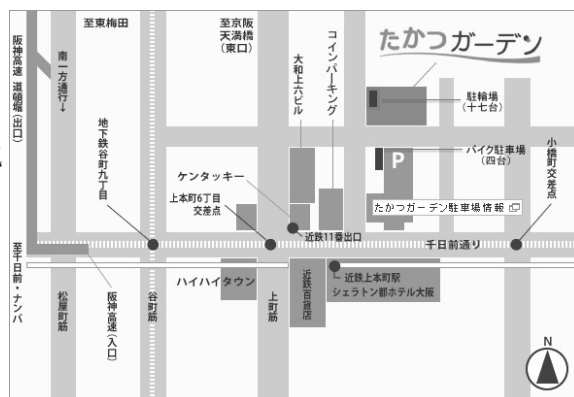 至東梅田
至京阪
天満橋
(東口)
阪神高速 道頓堀(出口)
南一方通行→
コインパーキング
大和上六ビル
たかつガーデン
駐輪場
(十七台)
バイク駐車場
(四台)
P
小橋町交差点
地下鉄谷町九丁目
ケンタッキー
上本町6丁目
交差点
近鉄11番出口
たかつガーデン駐車場情報
千日前通り
至千日前・ナンバ
松屋町筋
阪神高速(入口)
谷町筋
ハイハイタウン
上町筋
近鉄百貨店
近鉄上本町駅
シェラトン都ホテル大阪
N